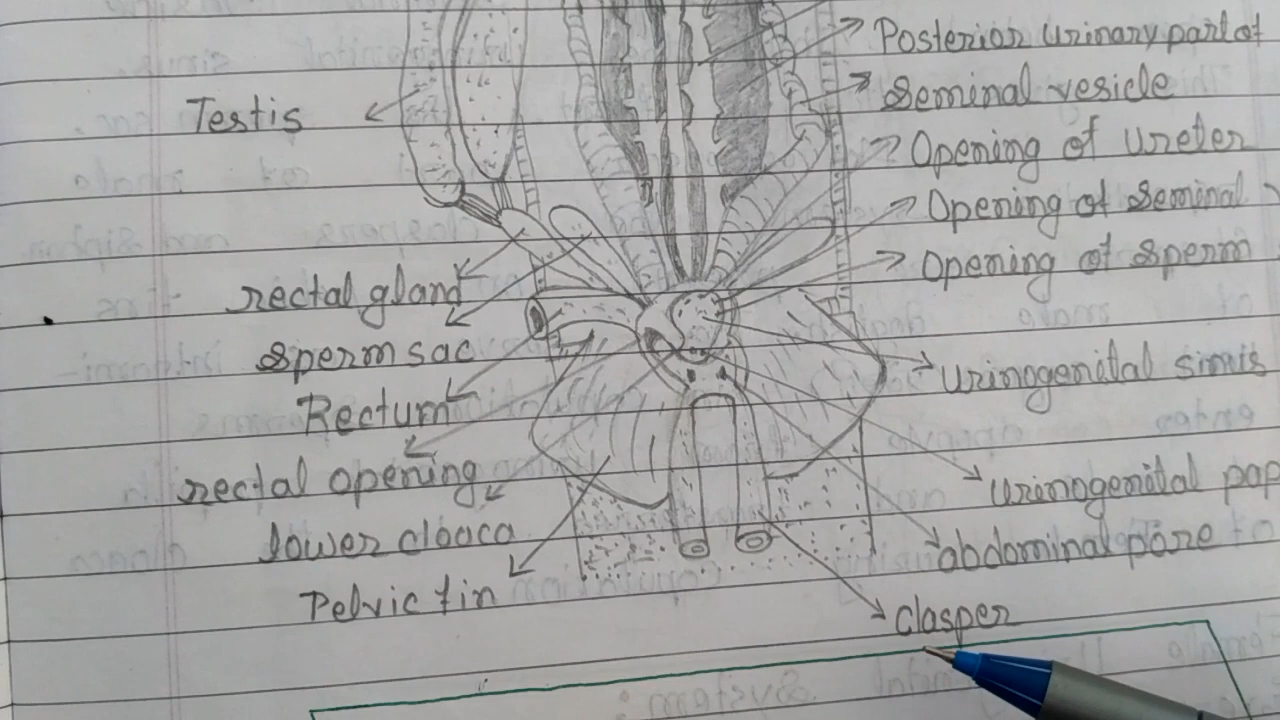 Posterior urinary part of
Seminal vesicle
Testis
Opening of ureter
Opening of seminal
Opening of sperm
rectal gland
sperm sac
urinogenital sinus
Rectum
rectal opening
urinogenital pap
lower cloaca
abdominal pore
Pelvic fin
clasper